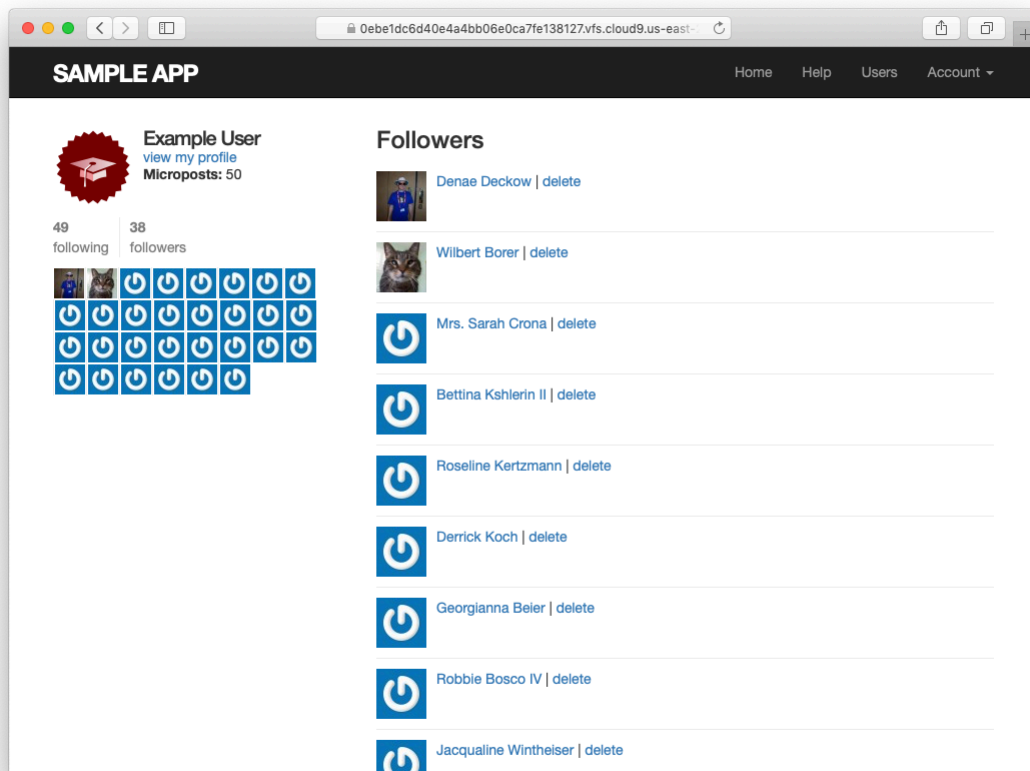 0ebe1dc6d40e4a4bb06e0ca7fe138127.vfs.cloud9.us-east-
SAMPLE APP
Home Help Users Account
Example User
view my profile
Microposts: 50
49 following
38 followers
Followers
Denae Deckow | delete
Wilbert Borer | delete
Mrs. Sarah Crona | delete
Bettina Kshlerin II | delete
Roseline Kertzmann | delete
Derrick Koch | delete
Georgianna Beier | delete
Robbie Bosco IV | delete
Jacqualine Wintheiser | delete